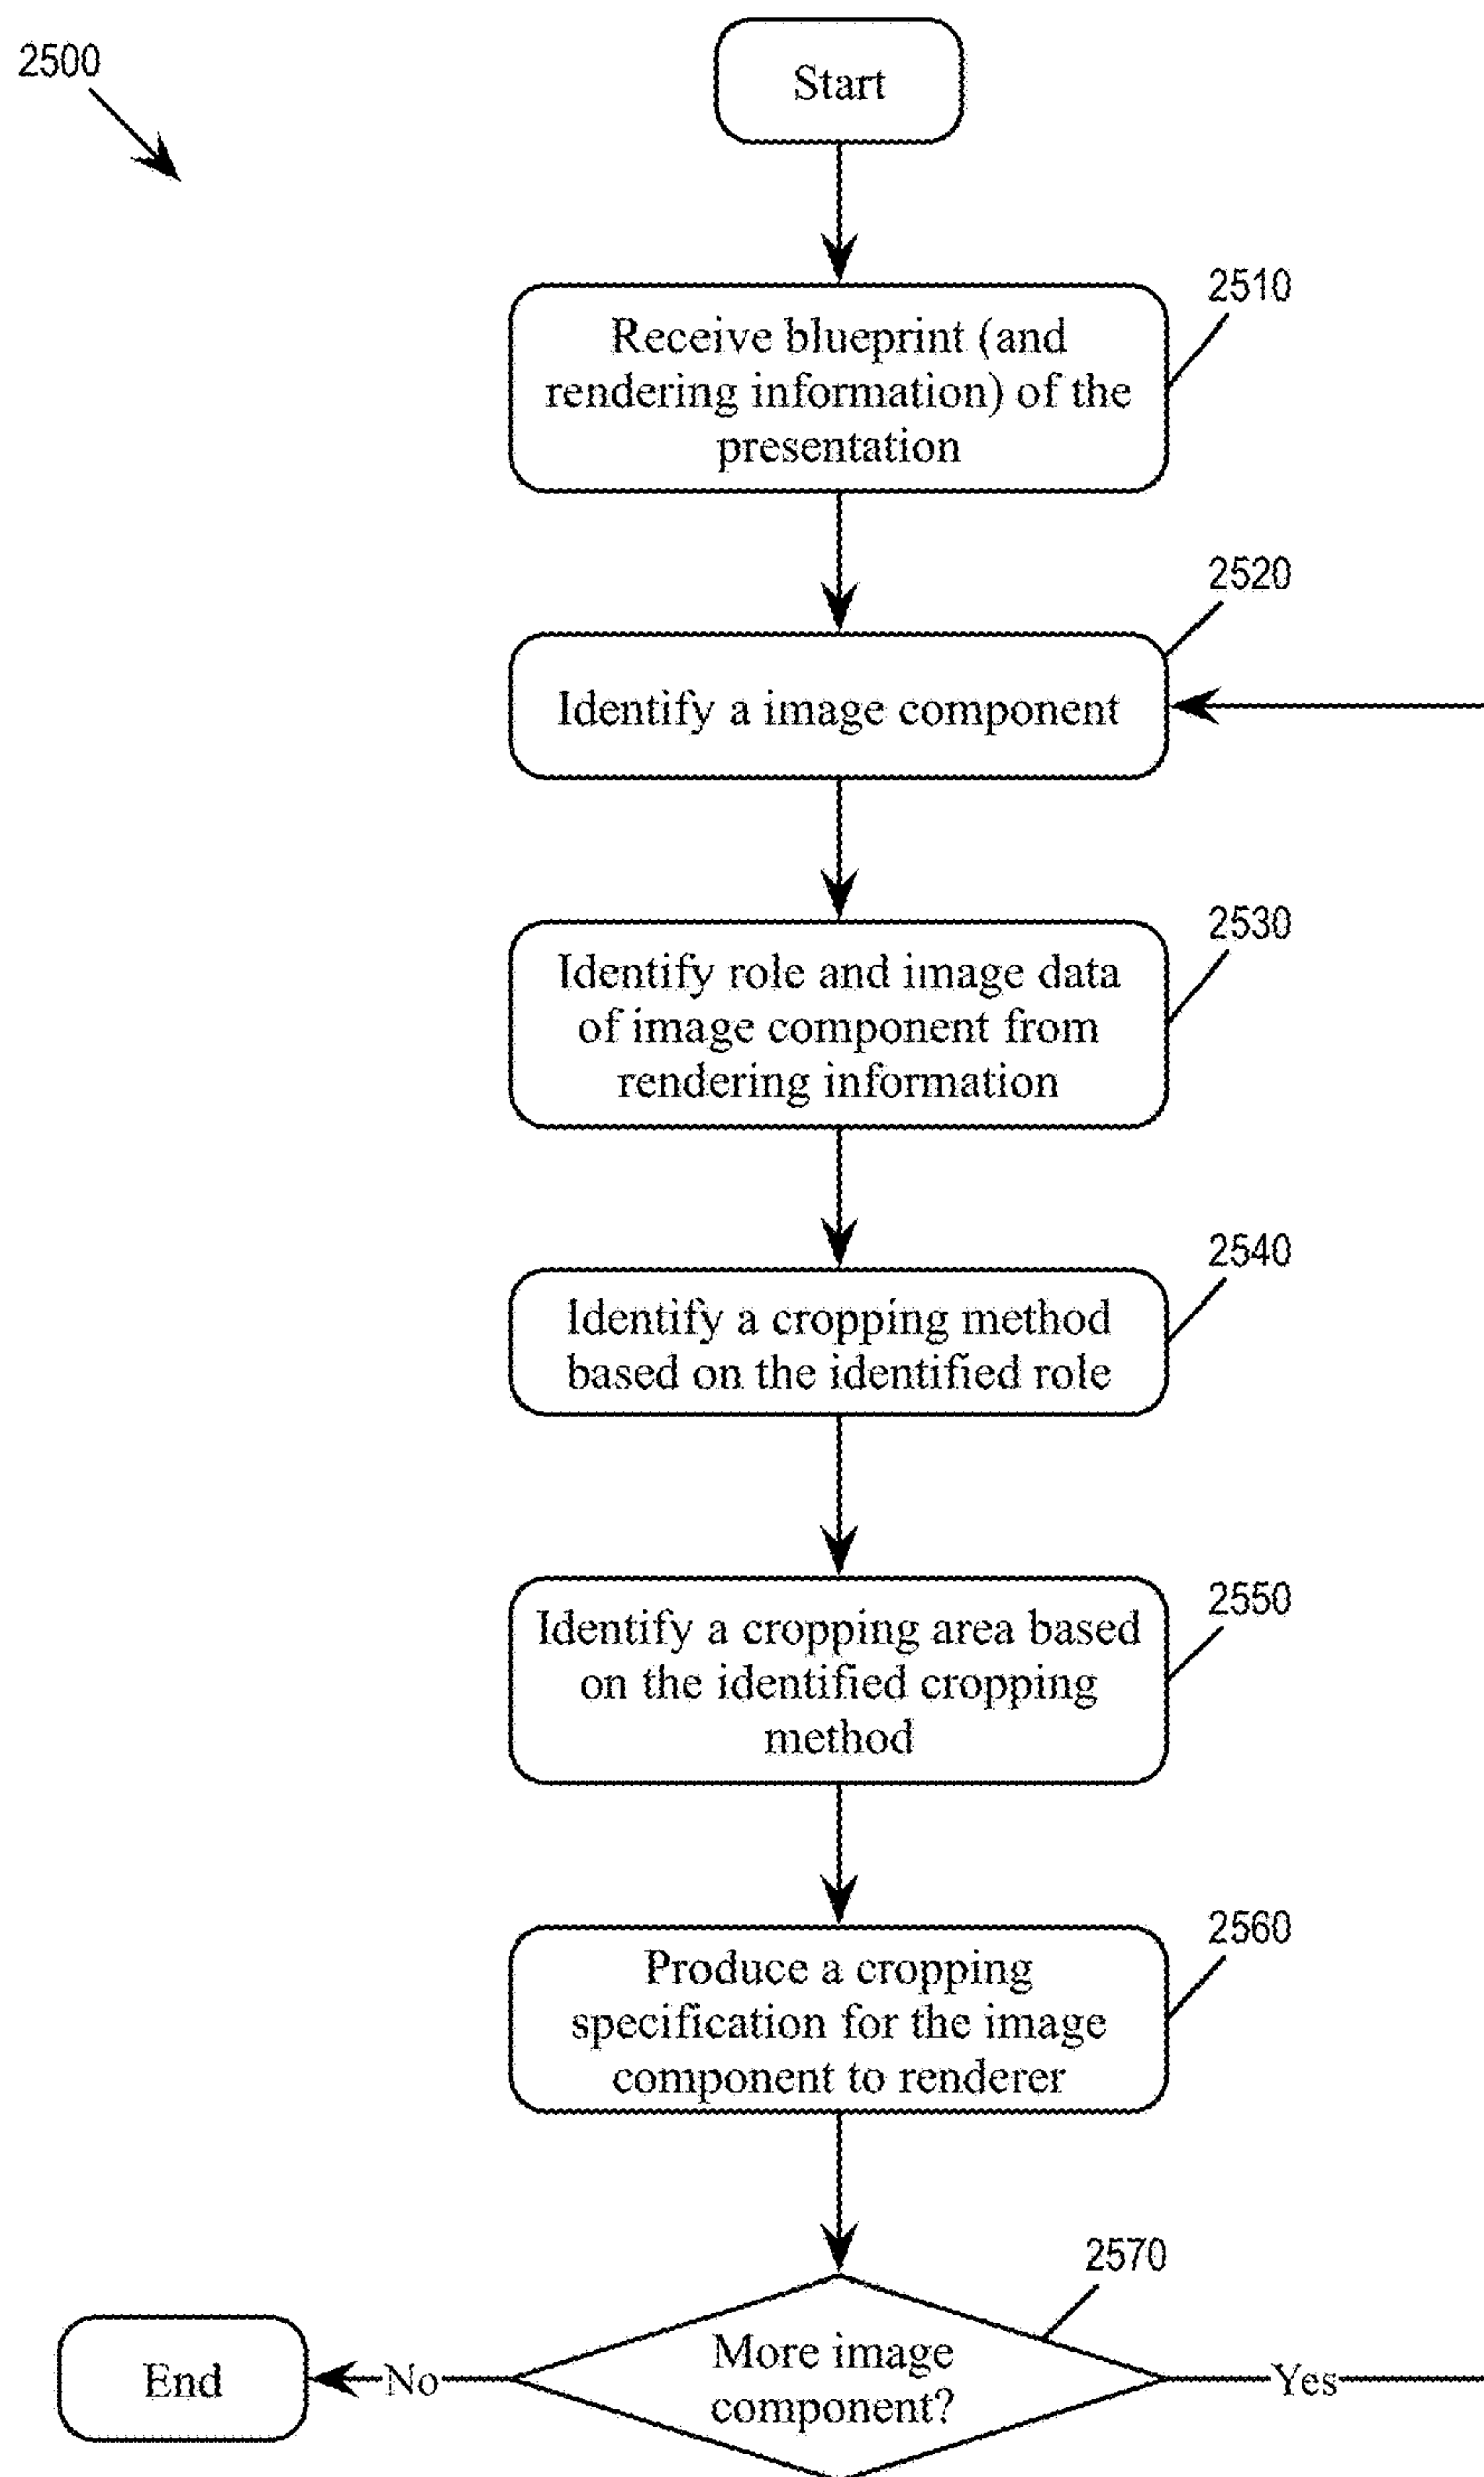 2500
Start
2510
Receive blueprint (and
rendering information) of the
presentation
2520
Identify a image component
2530
Identify role and image data
of image component from
rendering information
2540
Identify a cropping method
based on the identified role
2550
Identify a cropping area based
on the identified cropping
method
2560
Produce a cropping
specification for the image
component to renderer
2570
More image
component?
End
No
Yes